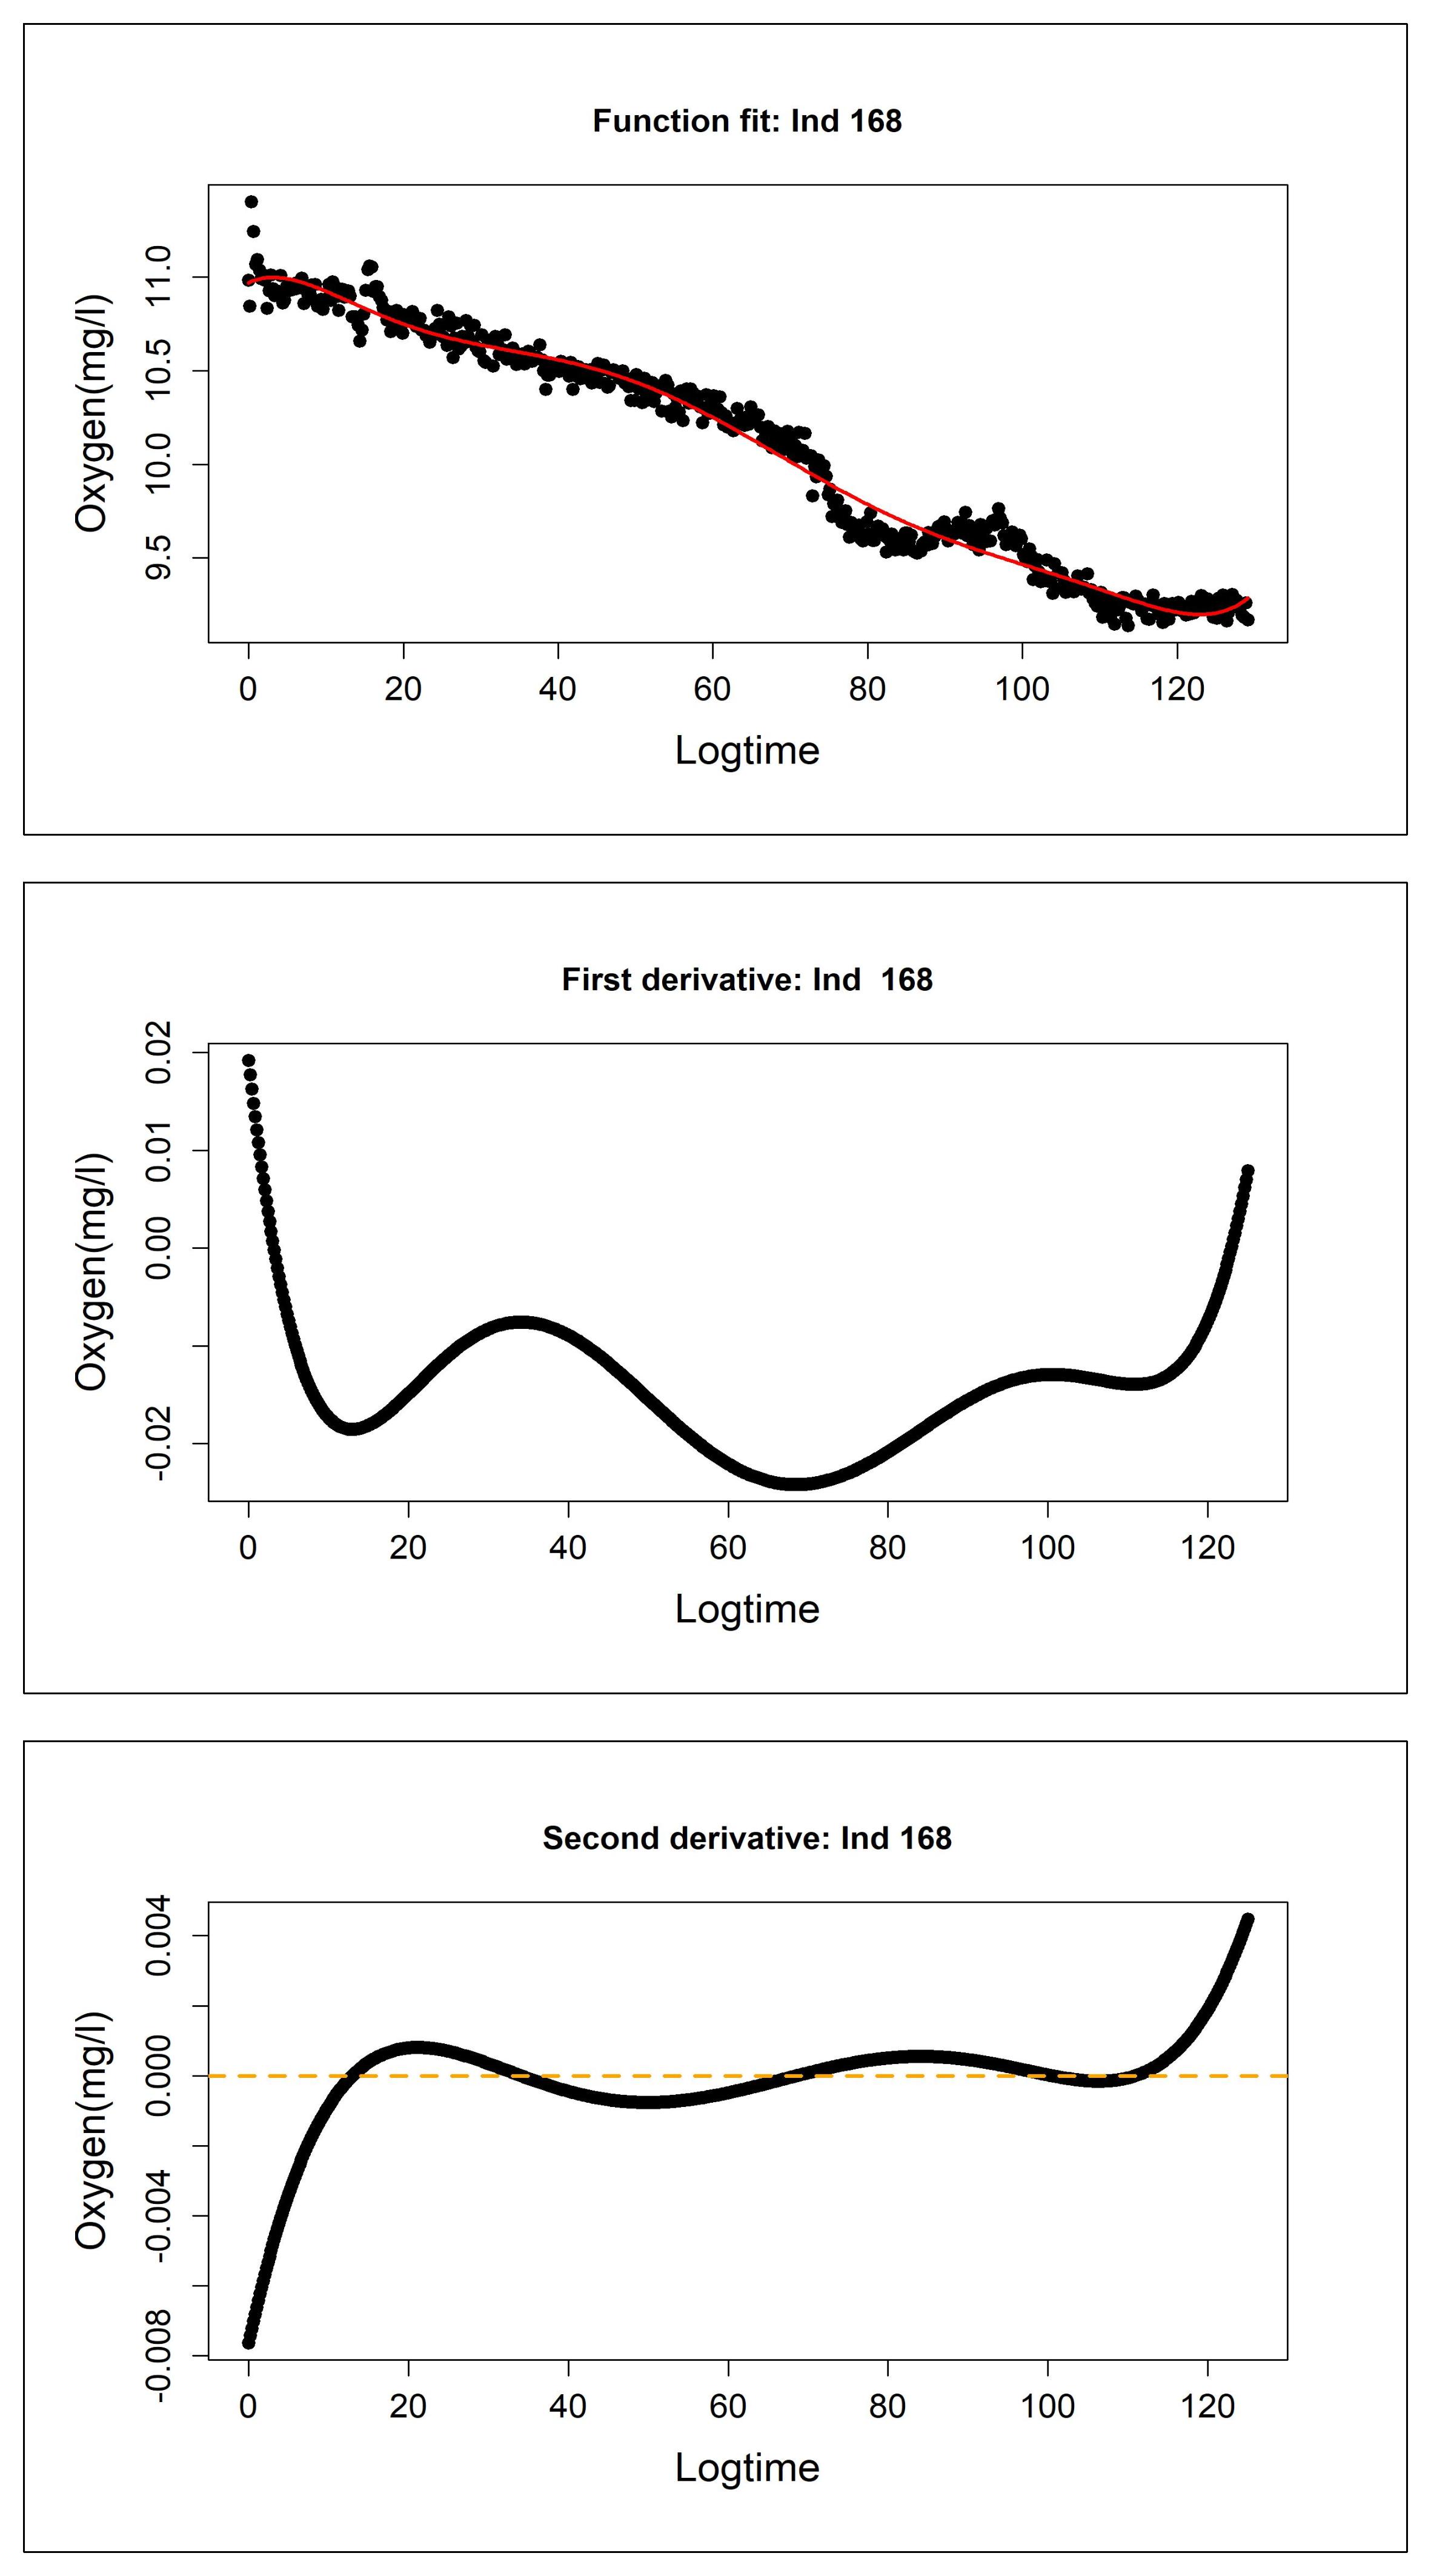 Function fit: Ind 168
Oxygen(mg/l)
11.0
10.5
10.0
9.5
0 20 40 60 80 100 120
Logtime
First derivative: Ind  168
Oxygen(mg/l)
0.02
0.01
0.00
-0.02
0 20 40 60 80 100 120
Logtime
Second derivative: Ind 168
Oxygen(mg/l)
0.004
0.000
-0.004
-0.008
0 20 40 60 80 100 120
Logtime